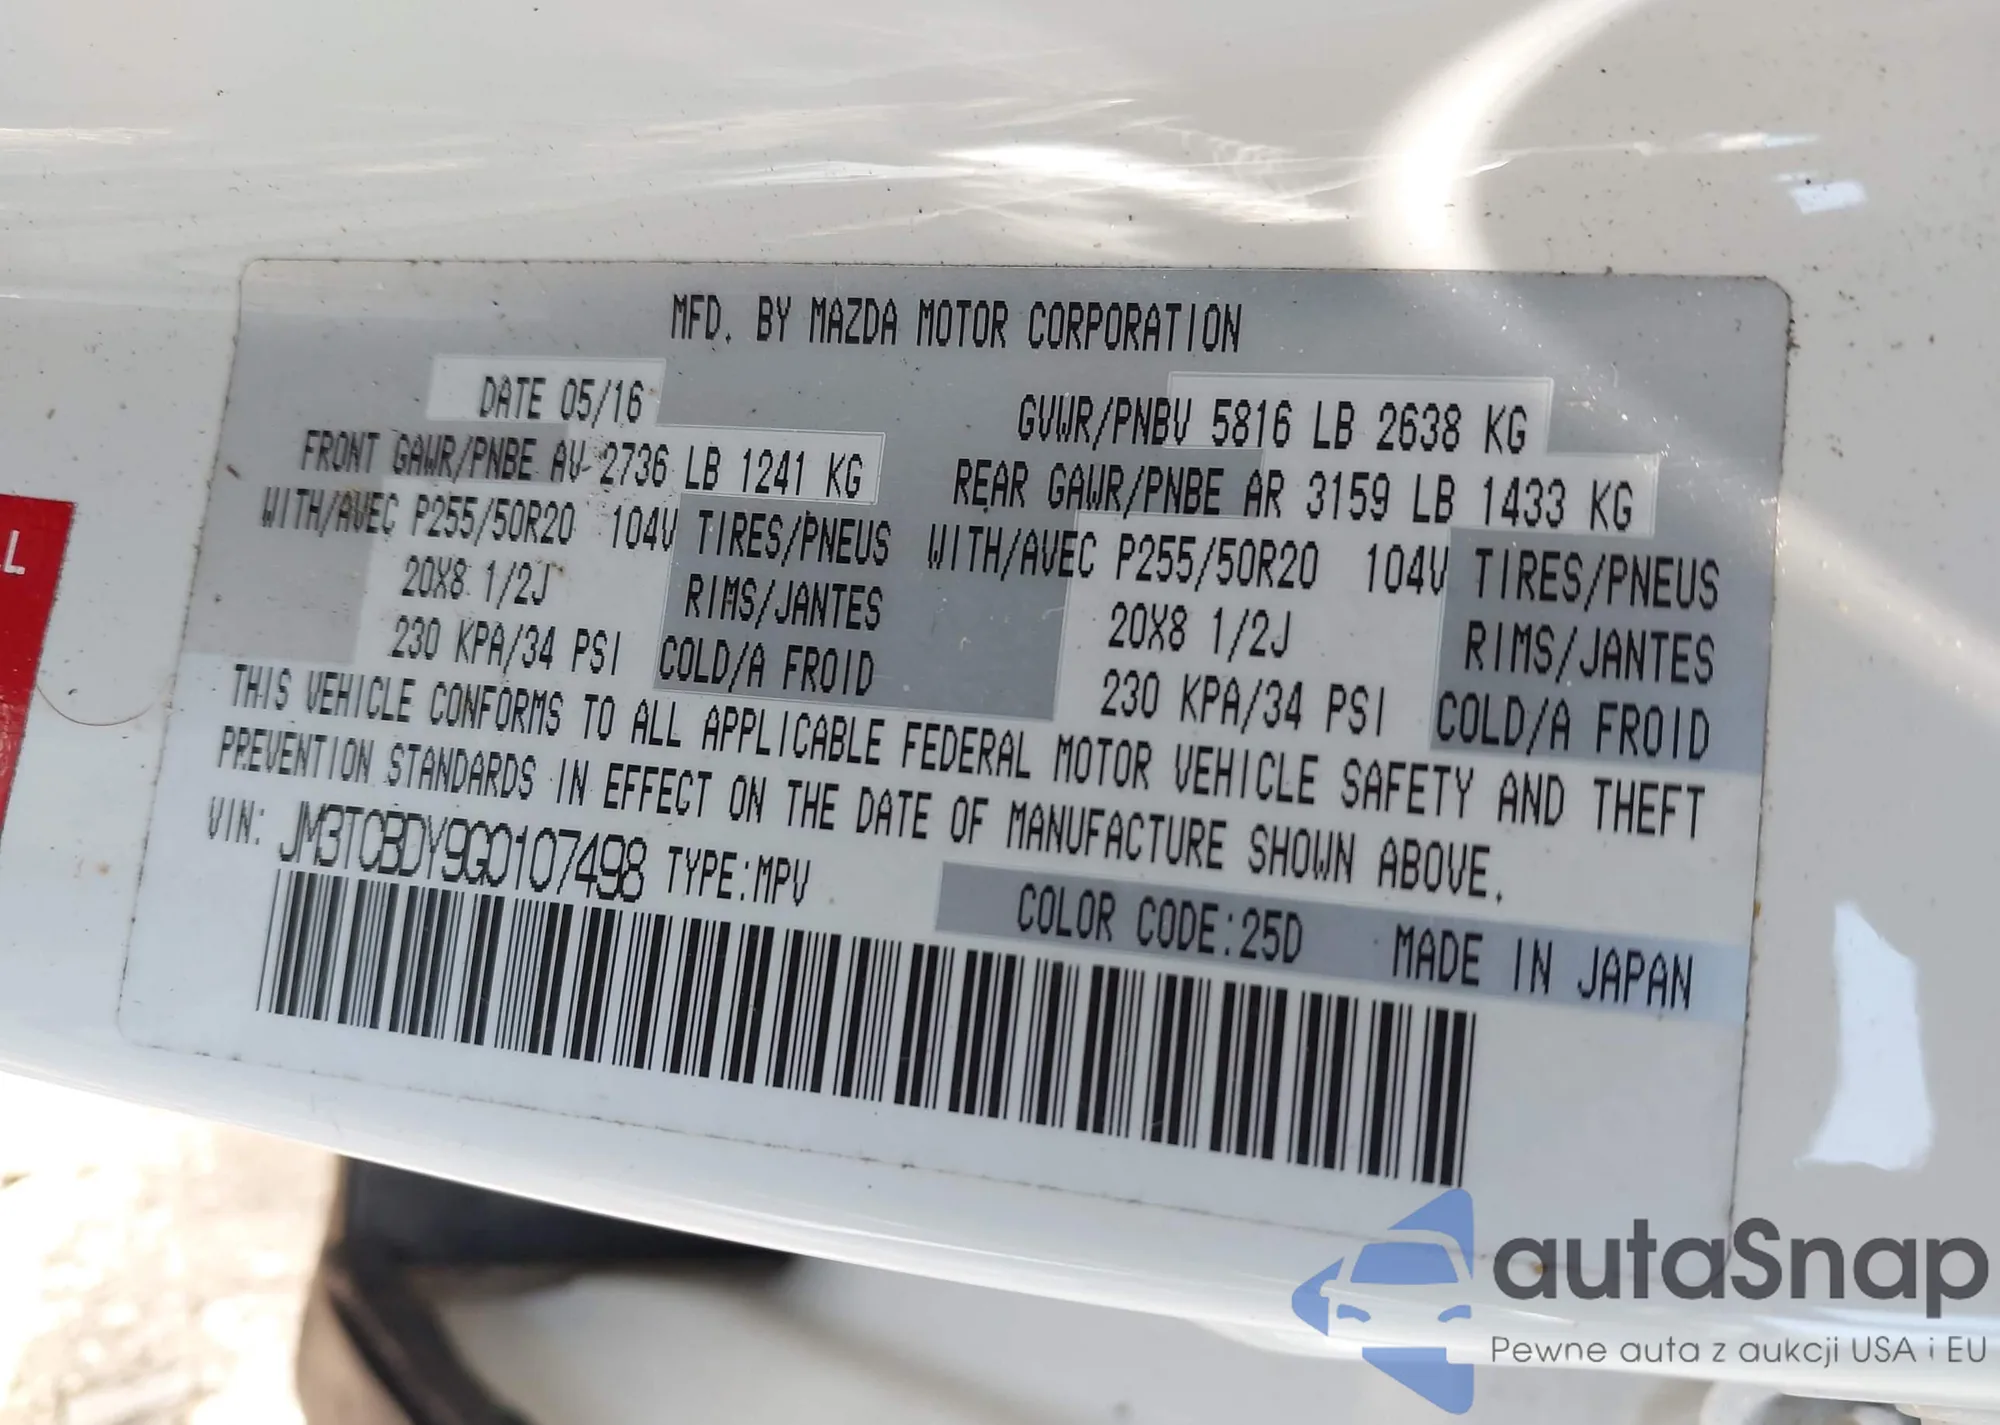 MFD. BY MAZDA MOTOR CORPORATION
DATE 05/16
GVWR/PNBV 5816 LB 2638 KG
FRONT GAWR/PNBE AV 2736 LB 1241 KG
REAR GAWR/PNBE AR 3159 LB 1433 KG
WITH/AVEC P255/50R20 104V TIRES/PNEUS
WITH/AVEC P255/50R20 104V TIRES/PNEUS
20X8 1/2J RIMS/JANTES
20X8 1/2J RIMS/JANTES
230 KPA/34 PSI COLD/A FROID
230 KPA/34 PSI COLD/A FROID
THIS VEHICLE CONFORMS TO ALL APPLICABLE FEDERAL MOTOR VEHICLE SAFETY AND THEFT
PREVENTION STANDARDS IN EFFECT ON THE DATE OF MANUFACTURE SHOWN ABOVE.
VIN: JM3TCBDY9G0107498 TYPE:MPV
COLOR CODE:25D MADE IN JAPAN
autaSnap
Pewne auta z aukcji USA i EU